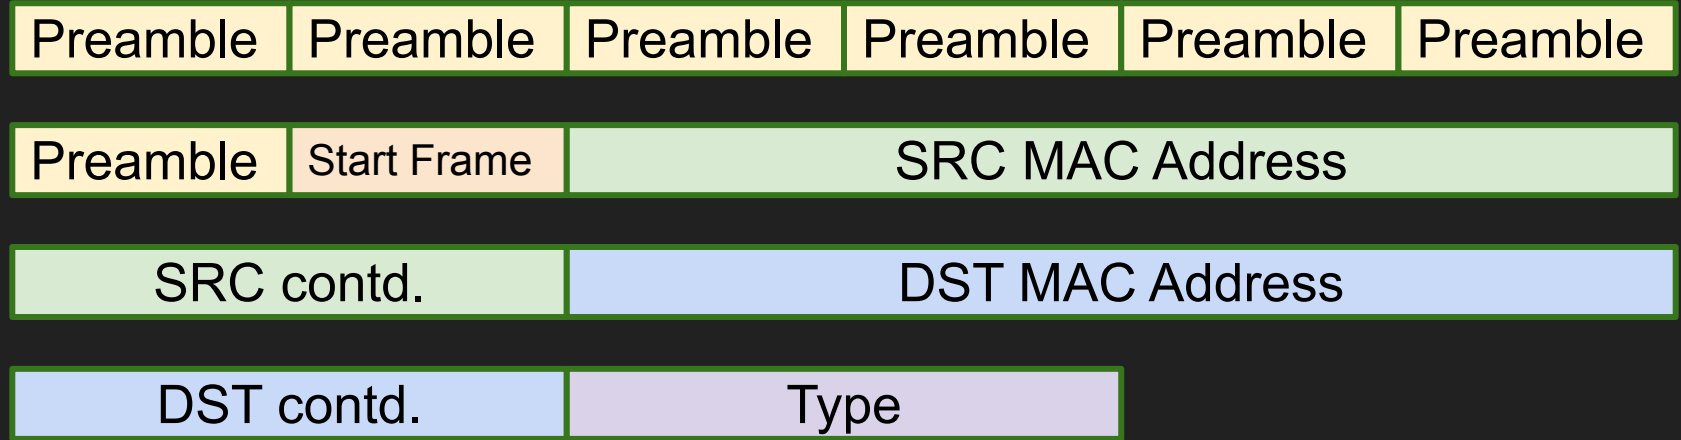 Preamble Preamble Preamble Preamble Preamble Preamble
Preamble Start Frame SRC MAC Address
SRC contd. DST MAC Address
DST contd. Type